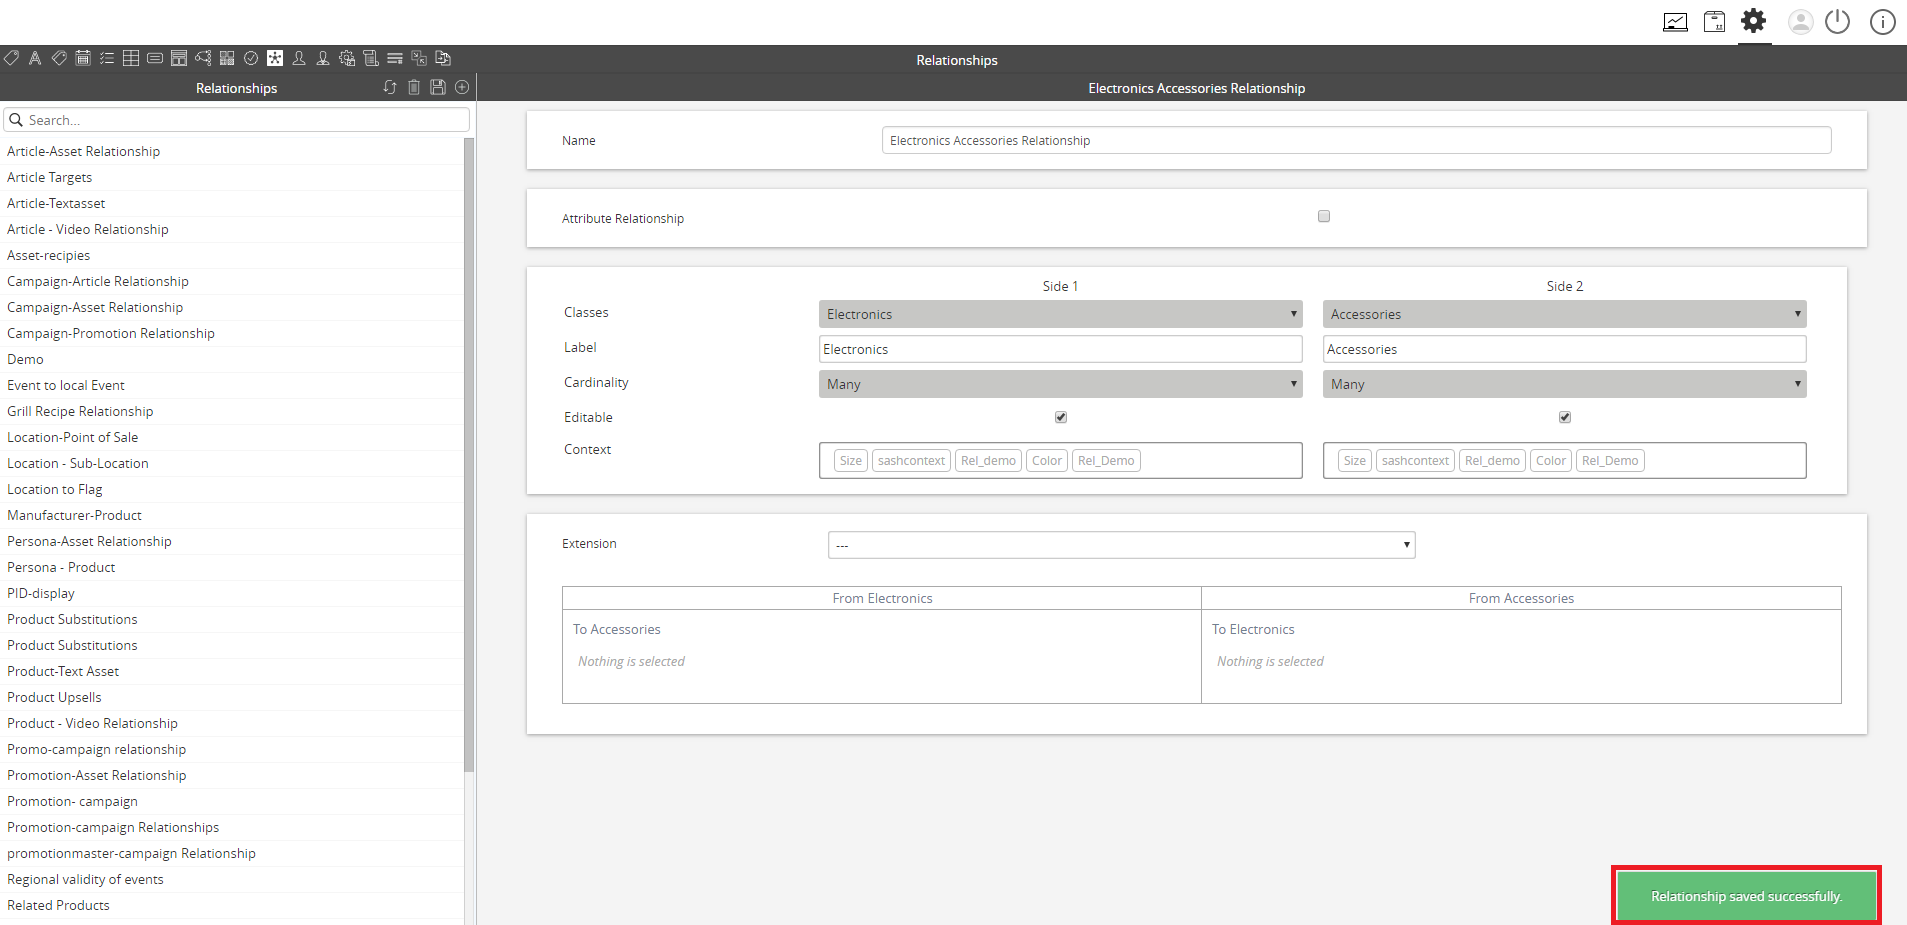 Relationships
Relationships
Electronics Accessories Relationship
Search...
Article-Asset Relationship
Article Targets
Article-Textasset
Article - Video Relationship
Asset-recipies
Campaign-Article Relationship
Campaign-Asset Relationship
Campaign-Promotion Relationship
Demo
Event to local Event
Grill Recipe Relationship
Location-Point of Sale
Location - Sub-Location
Location to Flag
Manufacturer-Product
Persona-Asset Relationship
Persona - Product
PID-display
Product Substitutions
Product Substitutions
Product-Text Asset
Product Upsells
Product - Video Relationship
Promo-campaign relationship
Promotion-Asset Relationship
Promotion- campaign
Promotion-campaign Relationships
promotionmaster-campaign Relationship
Regional validity of events
Related Products
Name Electronics Accessories Relationship
Attribute Relationship
Side 1 Side 2
Classes Electronics Accessories
Label Electronics Accessories
Cardinality Many Many
Editable
Context Size sashcontext Rel_demo Color Rel_Demo Size sashcontext Rel_demo Color Rel_Demo
Extension ---
From Electronics From Accessories
To Accessories To Electronics
Nothing is selected Nothing is selected
Relationship saved successfully.